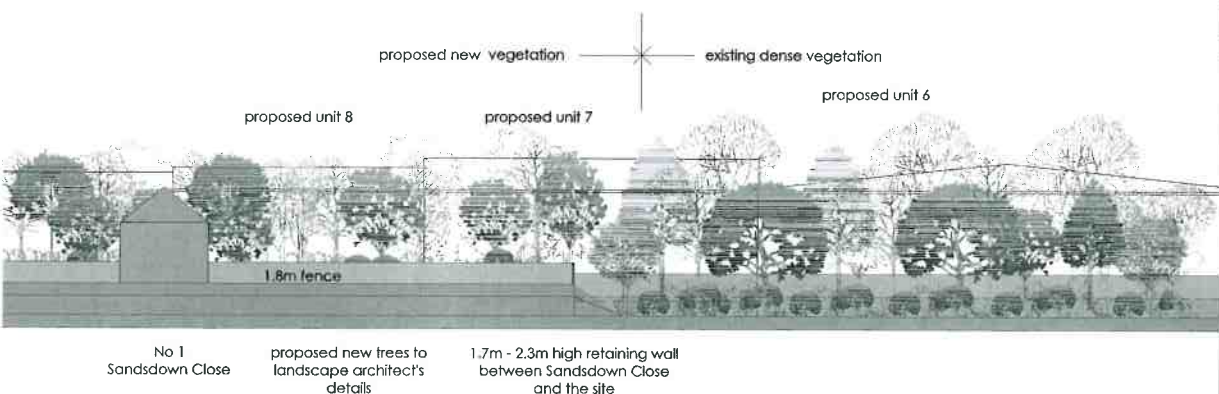 proposed new vegetation
existing dense vegetation
proposed unit 6
proposed unit 8
proposed unit 7
1.8m fence
No 1
Sandsdown Close
proposed new trees to
landscape architect's
details
1.7m - 2.3m high retaining wall
between Sandsdown Close
and the site